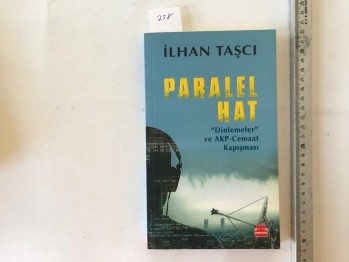 258
İLHAN TAŞCI
PARALEL
HAT
"Dinlemeler"
ve AKP-Cemaat
Kapışması